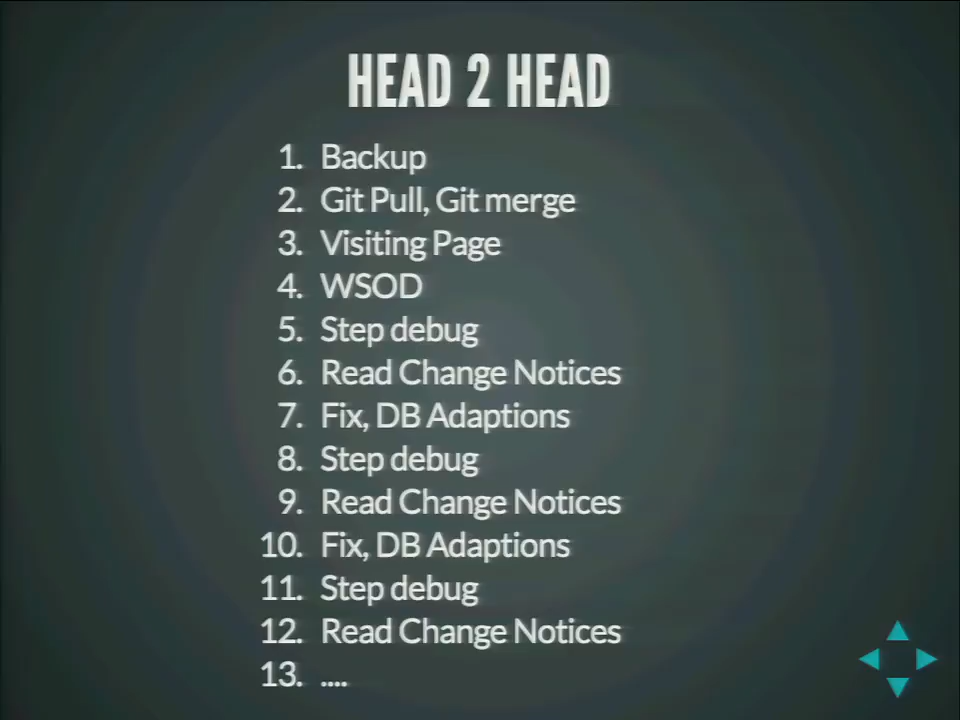 HEAD 2 HEAD
1. Backup
2. Git Pull, Git merge
3. Visiting Page
4. WSOD
5. Step debug
6. Read Change Notices
7. Fix, DB Adaptions
8. Step debug
9. Read Change Notices
10. Fix, DB Adaptions
11. Step debug
12. Read Change Notices
13. ....